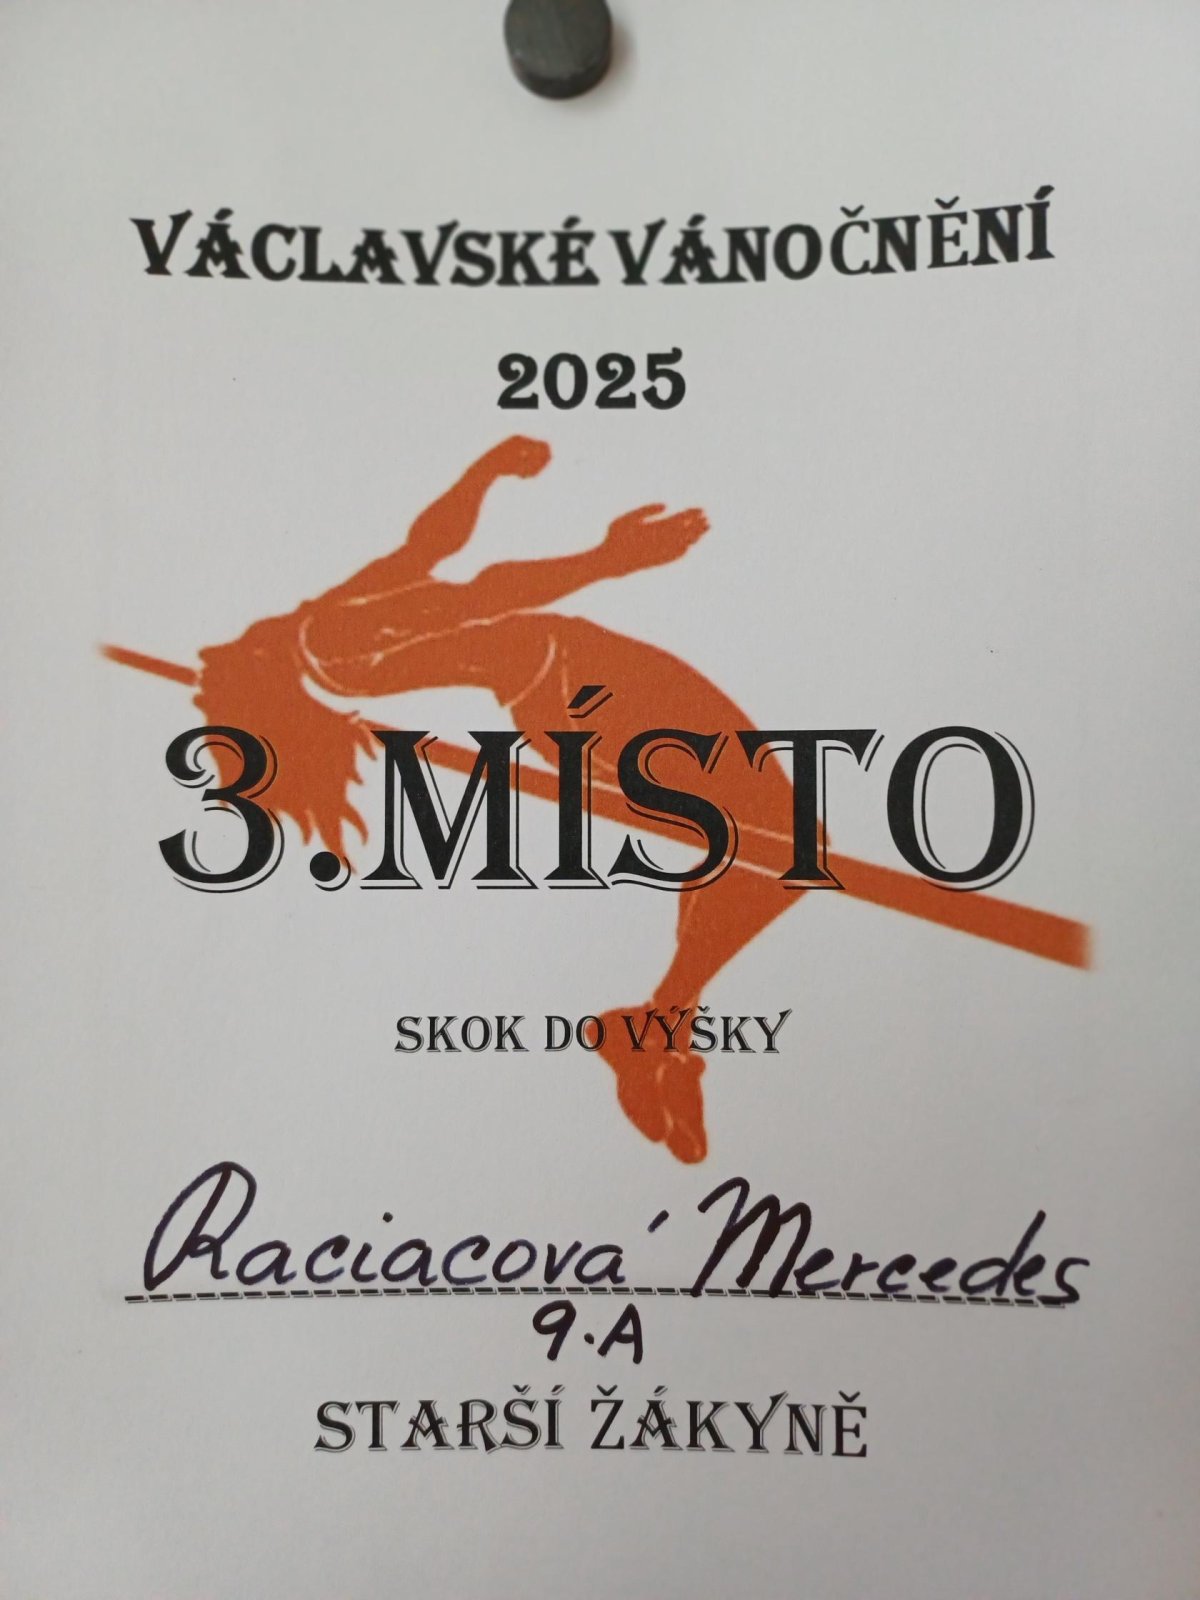 VÁCLAVSKÉ VÁNOČNĚNÍ
2025
3.MÍSTO
SKOK DO VÝŠKY
Raciacová Mercedes
9.A
STARŠÍ ŽÁKYNĚ